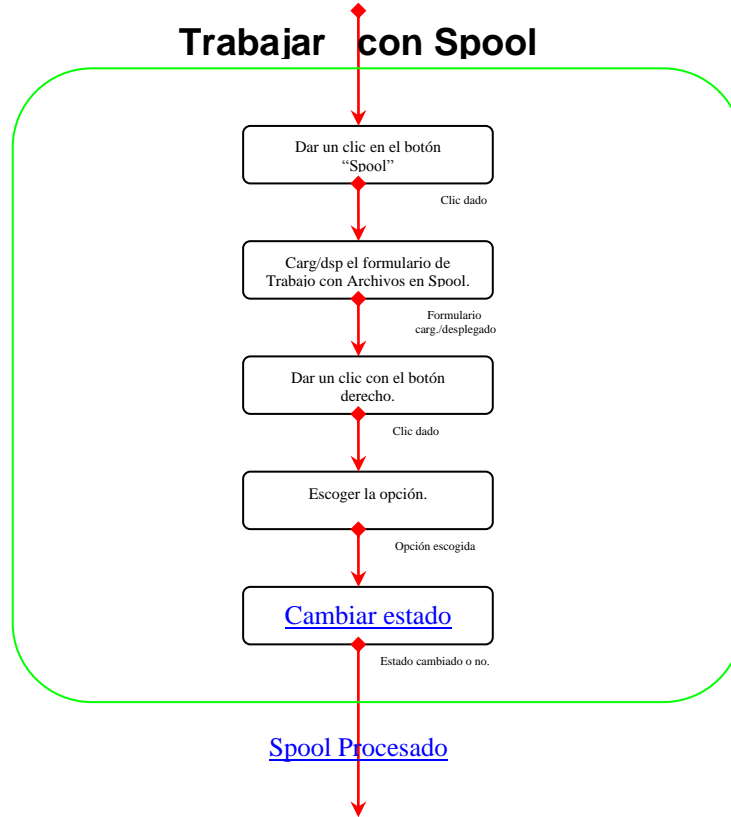 Trabajar con Spool
Dar un clic en el botón
“Spool”
Clic dado
Carg/dsp el formulario de
Trabajo con Archivos en Spool.
Formulario
carg./desplegado
Dar un clic con el botón
derecho.
Clic dado
Escoger la opción.
Opción escogida
Cambiar estado
Estado cambiado o no.
Spool Procesado